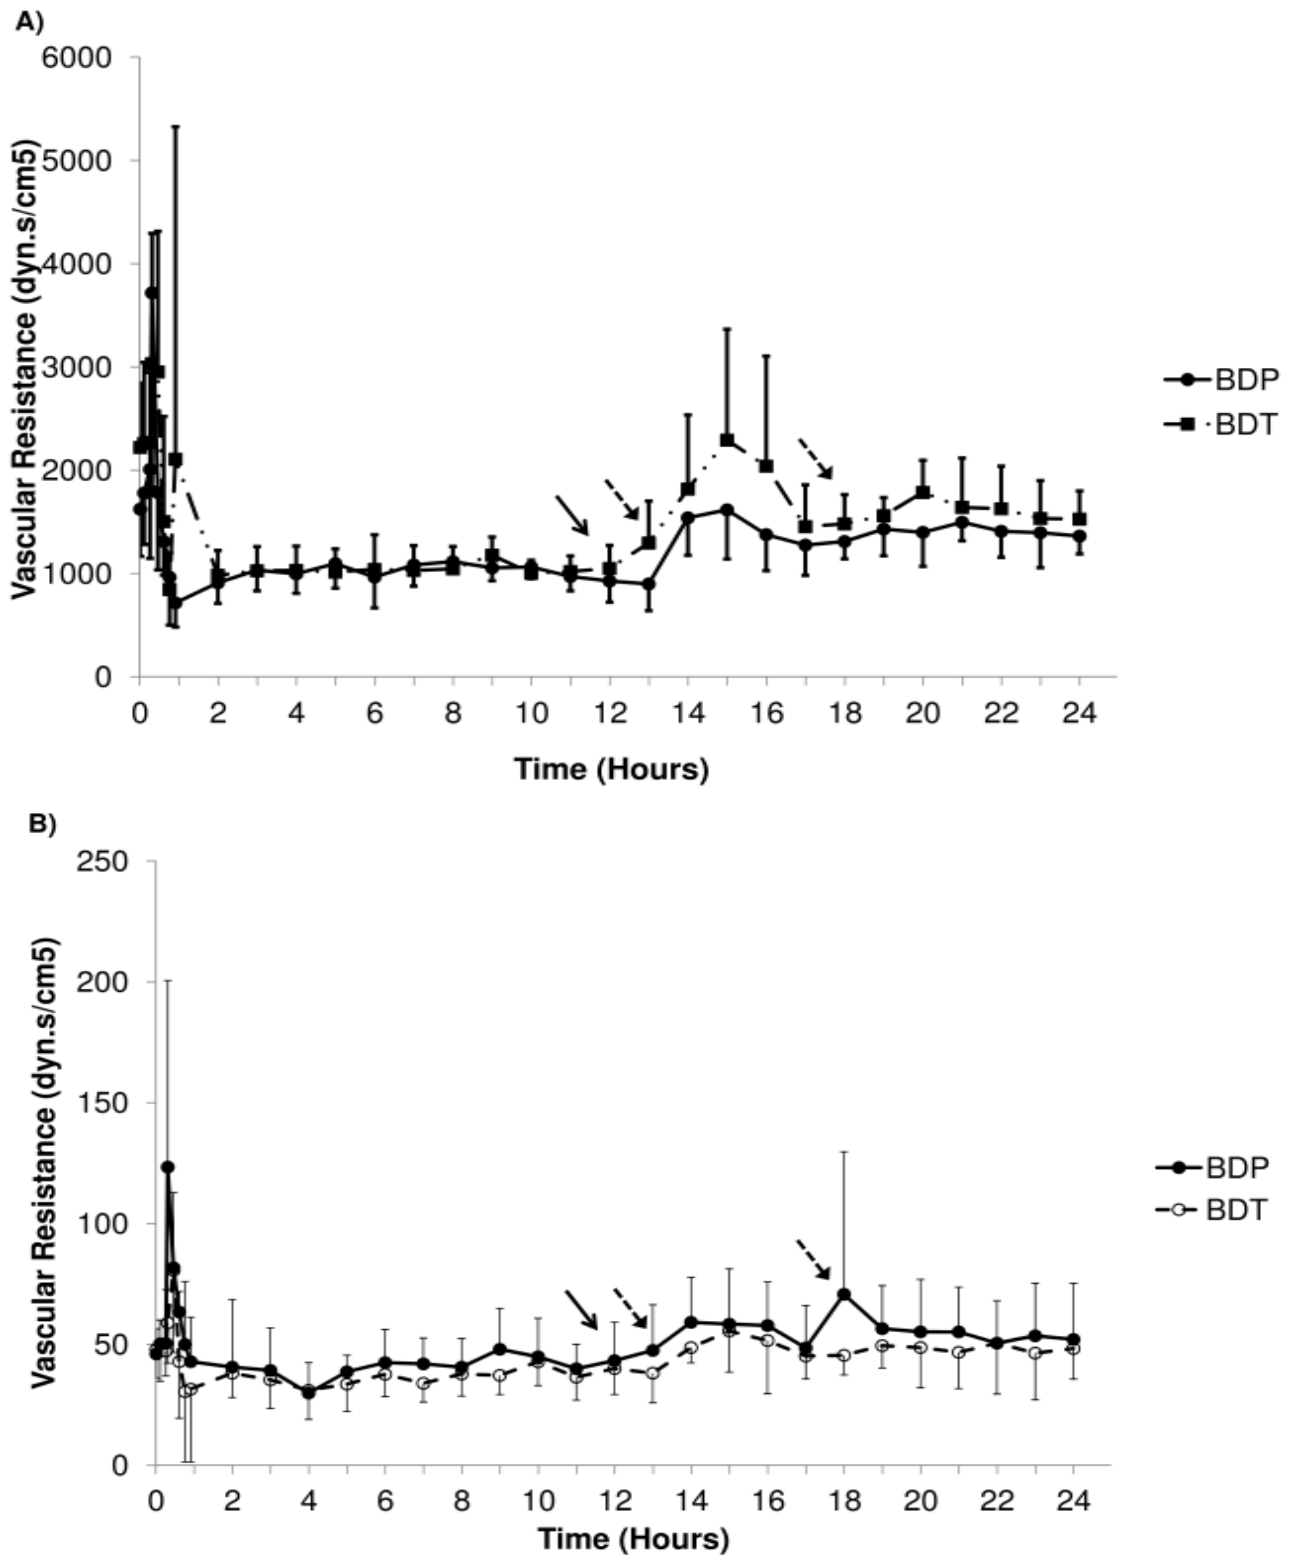 A)
Vascular Resistance (dyn.s/cm5)
6000
5000
4000
3000
2000
1000
0
0 2 4 6 8 10 12 14 16 18 20 22 24
Time (Hours)
BDP
BDT
B)
Vascular Resistance (dyn.s/cm5)
250
200
150
100
50
0
0 2 4 6 8 10 12 14 16 18 20 22 24
Time (Hours)
BDP
BDT